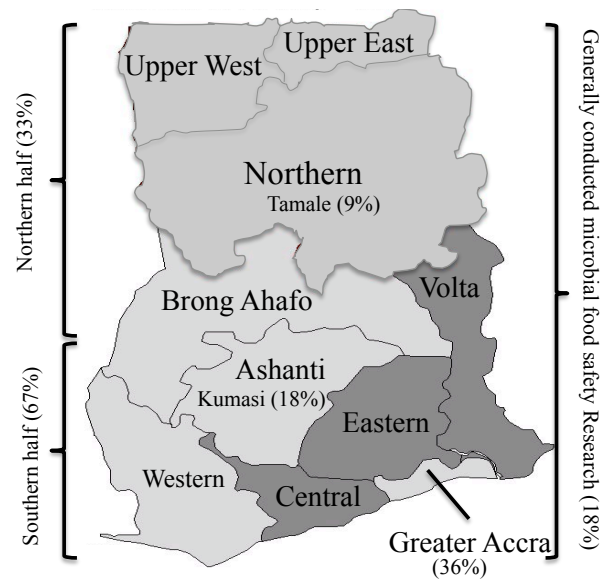 Upper East
Upper West
Northern
Tamale (9%)
Volta
Brong Ahafo
Ashanti
Kumasi (18%)
Eastern
Western
Central
Greater Accra
(36%)
Northern half (33%)
Southern half (67%)
Generally conducted microbial food safety Research (18%)